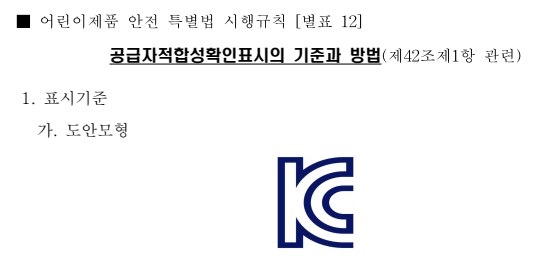 ■ 어린이제품 안전 특별법 시행규칙 [별표 12]
공급자적합성확인표시의 기준과 방법(제42조제1항 관련)
1. 표시기준
가. 도안모형
KC